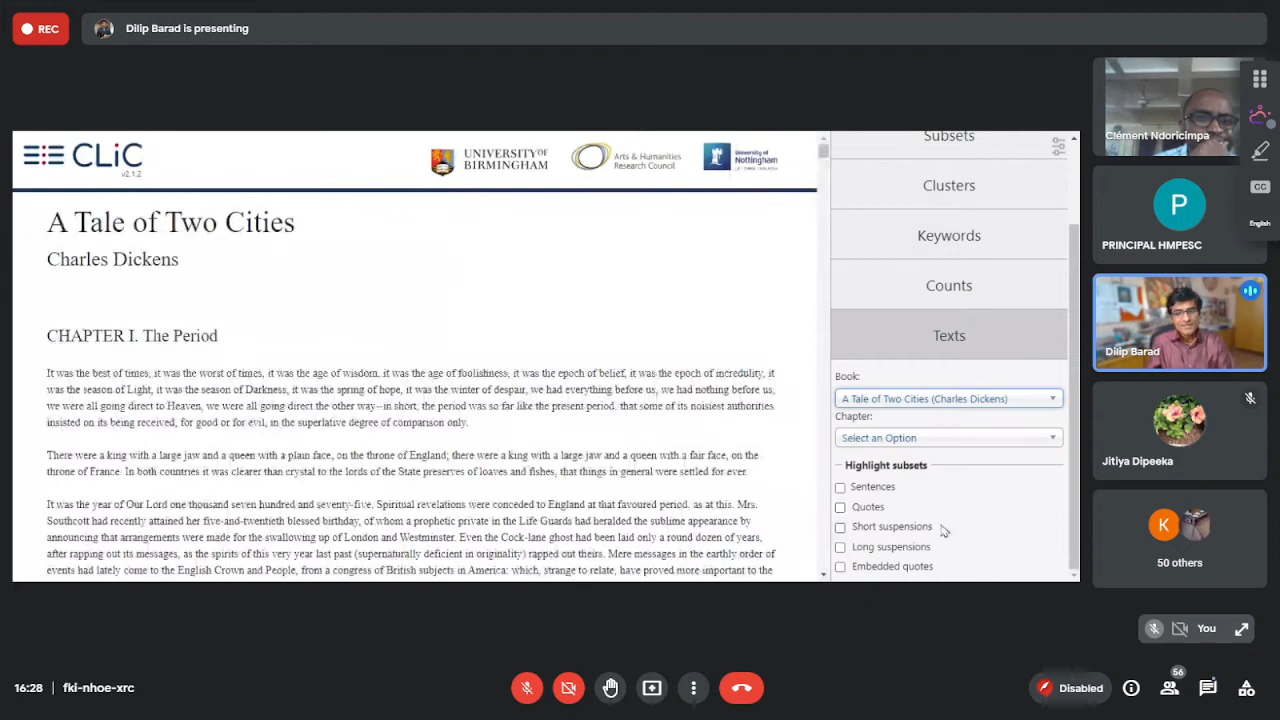 REC
Dilip Barad is presenting
CLiC
v2.1.2
UNIVERSITYOF
BIRMINGHAM
Arts & Humanities
Research Council
University of
Nottingham
A Tale of Two Cities
Charles Dickens
CHAPTER I. The Period
It was the best of times, it was the worst of times, it was the age of wisdom, it was the age of foolishness, it was the epoch of belief, it was the epoch of incredulity, it
was the season of Light, it was the season of Darkness, it was the spring of hope, it was the winter of despair, we had everything before us, we had nothing before us,
we were all going direct to Heaven, we were all going direct the other way--in short, the period was so far like the present period, that some of its noisiest authorities
insisted on its being received, for good or for evil, in the superlative degree of comparison only.
There were a king with a large jaw and a queen with a plain face, on the throne of England; there were a king with a large jaw and a queen with a fair face, on the
throne of France. In both countries it was clearer than crystal to the lords of the State preserves of loaves and fishes, that things in general were settled for ever.
It was the year of Our Lord one thousand seven hundred and seventy-five. Spiritual revelations were conceded to England at that favoured period, as at this. Mrs.
Southcott had recently attained her five-and-twentieth blessed birthday, of whom a prophetic private in the Life Guards had heralded the sublime appearance by
announcing that arrangements were made for the swallowing up of London and Westminster. Even the Cock-lane ghost had been laid only a round dozen of years,
after rapping out its messages, as the spirits of this very year last past (supernaturally deficient in originality) rapped out theirs. Mere messages in the earthly order of
events had lately come to the English Crown and People, from a congress of British subjects in America: which, strange to relate, have proved more important to the
Subsets
Clusters
Keywords
Counts
Texts
Book:
A Tale of Two Cities (Charles Dickens)
Chapter:
Select an Option
Highlight subsets
Sentences
Quotes
Short suspensions
Long suspensions
Embedded quotes
Clément Ndoricimpa
P
PRINCIPAL HMPESC
Dilip Barad
Jitiya Dipeeka
K
50 others
You
CC
English
16:28
fki-nhoe-xrc
Disabled
56